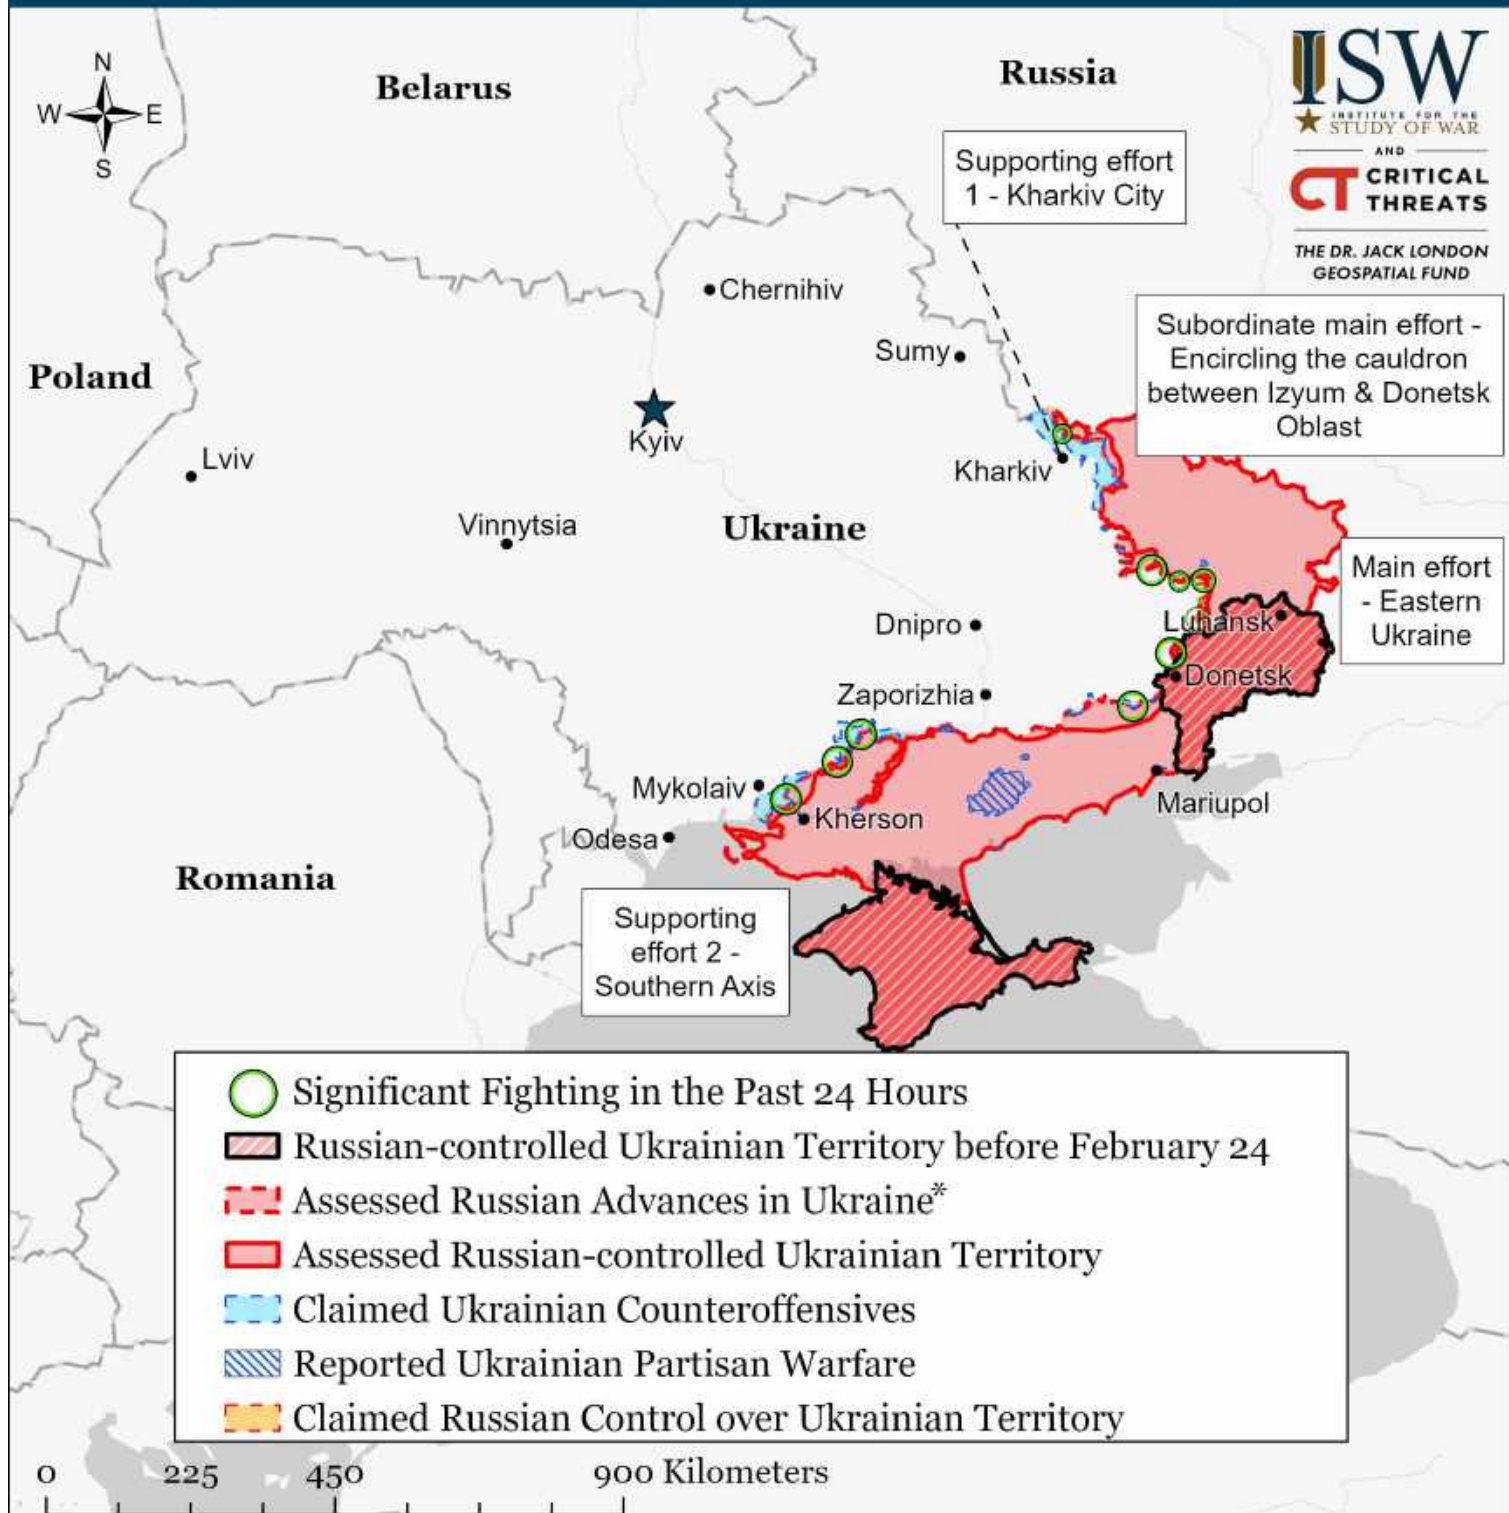 N
W
E
S
Belarus
Russia
ISW
INSTITUTE FOR THE
STUDY OF WAR
AND
CT CRITICAL
THREATS
THE DR. JACK LONDON
GEOSPATIAL FUND
Supporting effort
1 - Kharkiv City
Chernihiv
Subordinate main effort -
Encircling the cauldron
between Izyum & Donetsk
Oblast
Sumy
Poland
Kyiv
Lviv
Kharkiv
Vinnytsia
Ukraine
Main effort
- Eastern
Ukraine
Dnipro
Luhansk
Donetsk
Zaporizhia
Mykolaiv
Mariupol
Kherson
Odesa
Romania
Supporting
effort 2 -
Southern Axis
Significant Fighting in the Past 24 Hours
Russian-controlled Ukrainian Territory before February 24
Assessed Russian Advances in Ukraine*
Assessed Russian-controlled Ukrainian Territory
Claimed Ukrainian Counteroffensives
Reported Ukrainian Partisan Warfare
Claimed Russian Control over Ukrainian Territory
0 225 450 900 Kilometers